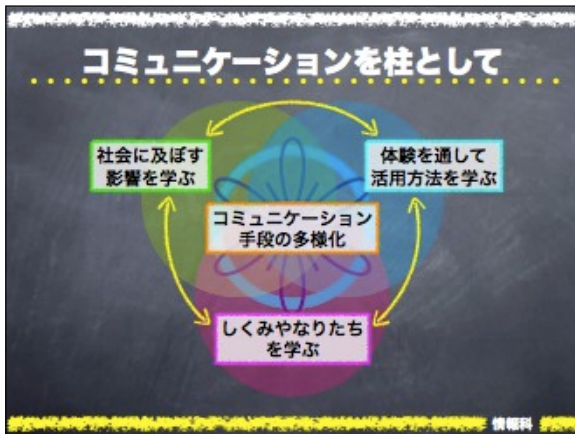 コミュニケーションを柱として
社会に及ぼす
影響を学ぶ
体験を通して
活用方法を学ぶ
コミュニケーション
手段の多様化
しくみやなりたち
を学ぶ
情報科